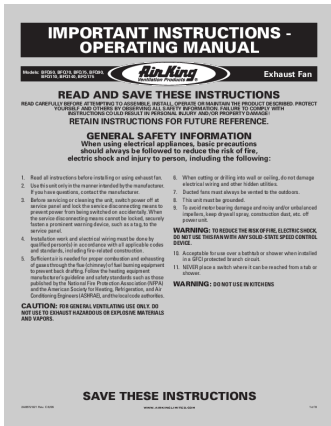 IMPORTANT INSTRUCTIONS -
OPERATING MANUAL
Models: BFQ50, BFQ70, BFQ75, BFQ90,
BFQ110, BFQ140, BFQ175
Air King
Ventilation Products
®
Exhaust Fan
READ AND SAVE THESE INSTRUCTIONS
READ CAREFULLY BEFORE ATTEMPTING TO ASSEMBLE, INSTALL, OPERATE OR MAINTAIN THE PRODUCT DESCRIBED. PROTECT
YOURSELF AND OTHERS BY OBSERVING ALL SAFETY INFORMATION. FAILURE TO COMPLY WITH
INSTRUCTIONS COULD RESULT IN PERSONAL INJURY AND/OR PROPERTY DAMAGE!
RETAIN INSTRUCTIONS FOR FUTURE REFERENCE.
GENERAL SAFETY INFORMATION
When using electrical appliances, basic precautions
should always be followed to reduce the risk of fire,
electric shock and injury to person, including the following:
1. Read all instructions before installing or using exhaust fan.
2. Use this unit only in the manner intended by the manufacturer.
If you have questions, contact the manufacturer.
3. Before servicing or cleaning the unit, switch power off at
service panel and lock the service disconnecting means to
prevent power from being switched on accidentally. When
the service disconnecting means cannot be locked, securely
fasten a prominent warning device, such as a tag, to the
service panel.
4. Installation work and electrical wiring must be done by
qualified person(s) in accordance with all applicable codes
and standards, including fire-rated construction.
5. Sufficient air is needed for proper combustion and exhausting
of gases through the flue (chimney) of fuel burning equipment
to prevent back drafting. Follow the heating equipment
manufacturer's guideline and safety standards such as those
published by the National Fire Protection Association (NFPA)
and the American Society for Heating, Refrigeration, and Air
Conditioning Engineers (ASHRAE), and the local code authorities.
CAUTION: FOR GENERAL VENTILATING USE ONLY. DO
NOT USE TO EXHAUST HAZARDOUS OR EXPLOSIVE MATERIALS
AND VAPORS.
6. When cutting or drilling into wall or ceiling, do not damage
electrical wiring and other hidden utilities.
7. Ducted fans must always be vented to the outdoors.
8. This unit must be grounded.
9. To avoid motor bearing damage and noisy and/or unbalanced
impellers, keep drywall spray, construction dust, etc. off
power unit.
WARNING: TO REDUCE THE RISK OF FIRE, ELECTRIC SHOCK,
DO NOT USE THIS FAN WITH ANY SOLID-STATE SPEED CONTROL
DEVICE.
10. Acceptable for use over a bathtub or shower when installed
in a GFCI protected branch circuit.
11. NEVER place a switch where it can be reached from a tub or
shower.
WARNING: DO NOT USE IN KITCHENS
SAVE THESE INSTRUCTIONS
WWW.AIRKINGLIMITED.COM